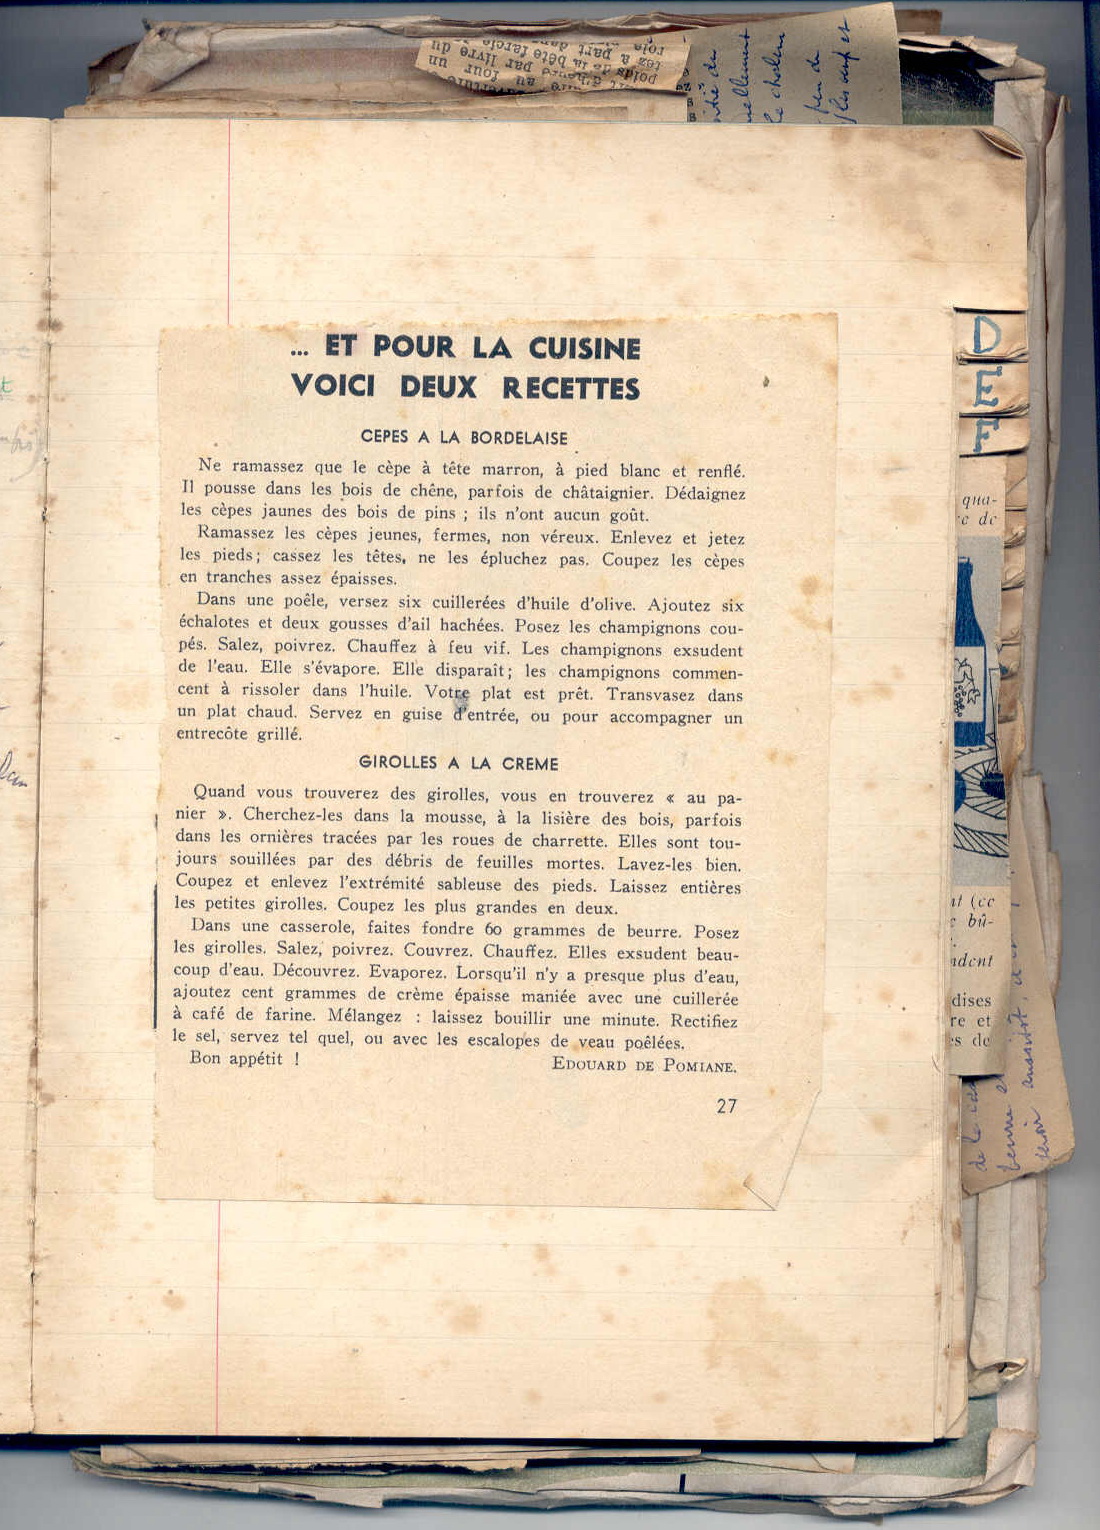 ... ET POUR LA CUISINE
VOICI DEUX RECETTES
CEPES A LA BORDELAISE
Ne ramassez que le cèpe à tête marron, à pied blanc et renflé.
Il pousse dans les bois de chêne, parfois de châtaignier. Dédaignez
les cèpes jaunes des bois de pins ; ils n'ont aucun goût.
Ramassez les cèpes jeunes, fermes, non véreux. Enlevez et jetez
les pieds ; cassez les têtes, ne les épluchez pas. Coupez les cèpes
en tranches assez épaisses.
Dans une poêle, versez six cuillerées d'huile d'olive. Ajoutez six
échalotes et deux gousses d'ail hachées. Posez les champignons cou-
pés. Salez, poivrez. Chauffez à feu vif. Les champignons exsudent
de l'eau. Elle s'évapore. Elle disparaît ; les champignons commen-
cent à rissoler dans l'huile. Votre plat est prêt. Transvasez dans
un plat chaud. Servez en guise d'entrée, ou pour accompagner un
entrecôte grillé.
GIROLLES A LA CREME
Quand vous trouverez des girolles, vous en trouverez « au pa-
nier ». Cherchez-les dans la mousse, à la lisière des bois, parfois
dans les ornières tracées par les roues de charrette. Elles sont tou-
jours souillées par des débris de feuilles mortes. Lavez-les bien.
Coupez et enlevez l'extrémité sableuse des pieds. Laissez entières
les petites girolles. Coupez les plus grandes en deux.
Dans une casserole, faites fondre 60 grammes de beurre. Posez
les girolles. Salez, poivrez. Couvrez. Chauffez. Elles exsudent beau-
coup d'eau. Découvrez. Evaporez. Lorsqu'il n'y a presque plus d'eau,
ajoutez cent grammes de crème épaisse maniée avec une cuillerée
à café de farine. Mélangez : laissez bouillir une minute. Rectifiez
le sel, servez tel quel, ou avec les escalopes de veau poêlées.
Bon appétit !
EDOUARD DE POMIANE.
27
D
E
F
qua-
de
bû-
dises
re et
de